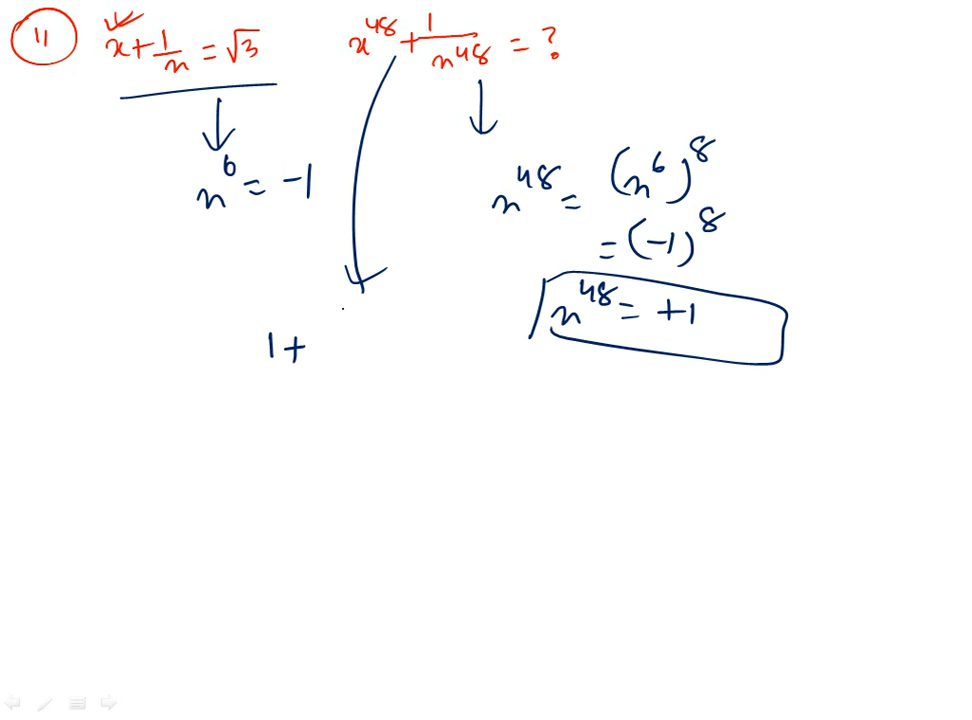 11 x + 1/x = √3 x^48 + 1/x^48 = ?
x^6 = -1
x^48 = (x^6)^8
= (-1)^8
x^48 = +1
1 +